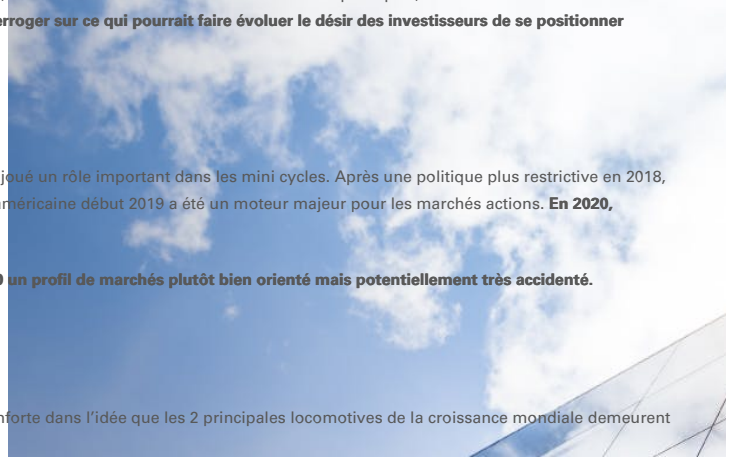 erroger sur ce qui pourrait faire évoluer le désir des investisseurs de se positionner
joué un rôle important dans les mini cycles. Après une politique plus restrictive en 2018,
américaine début 2019 a été un moteur majeur pour les marchés actions. En 2020,
un profil de marchés plutôt bien orienté mais potentiellement très accidenté.
nforte dans l’idée que les 2 principales locomotives de la croissance mondiale demeurent